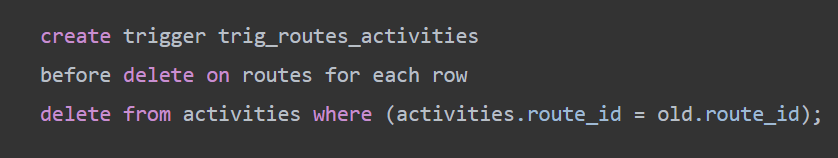 create trigger trig_routes_activities
before delete on routes for each row
delete from activities where (activities.route_id = old.route_id);